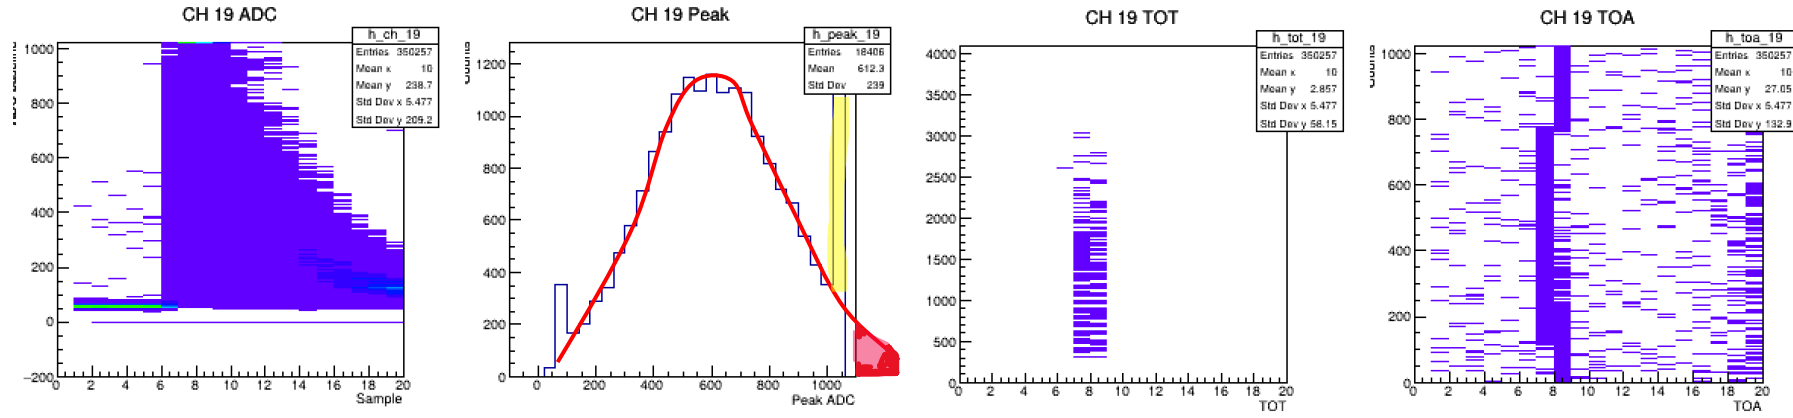 CH 19 ADC
h_ch_19
Entries 350257
Mean x 10
Mean y 238.7
Std Dev x 5.477
Std Dev y 209.2
1000
800
600
400
200
0
−200
0 2 4 6 8 10 12 14 16 18 20
Sample
CH 19 Peak
h_peak_19
Entries 18406
Mean 612.3
Std Dev 239
1200
1000
800
600
400
200
0
0 200 400 600 800 1000
Peak ADC
CH 19 TOT
h_tot_19
Entries 350257
Mean x 10
Mean y 2.857
Std Dev x 5.477
Std Dev y 58.15
4000
3500
3000
2500
2000
1500
1000
500
0
0 2 4 6 8 10 12 14 16 18 20
TOT
CH 19 TOA
h_toa_19
Entries 350257
Mean x 10
Mean y 27.05
Std Dev x 5.477
Std Dev y 132.9
1000
800
600
400
200
0
0 2 4 6 8 10 12 14 16 18 20
TOA